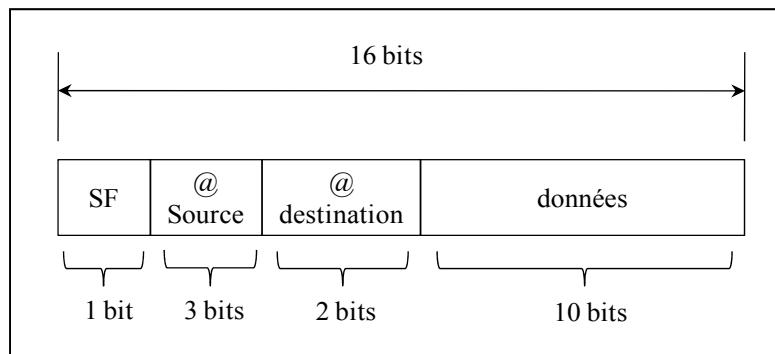 16 bits
SF
@
Source
@
destination
données
1 bit
3 bits
2 bits
10 bits